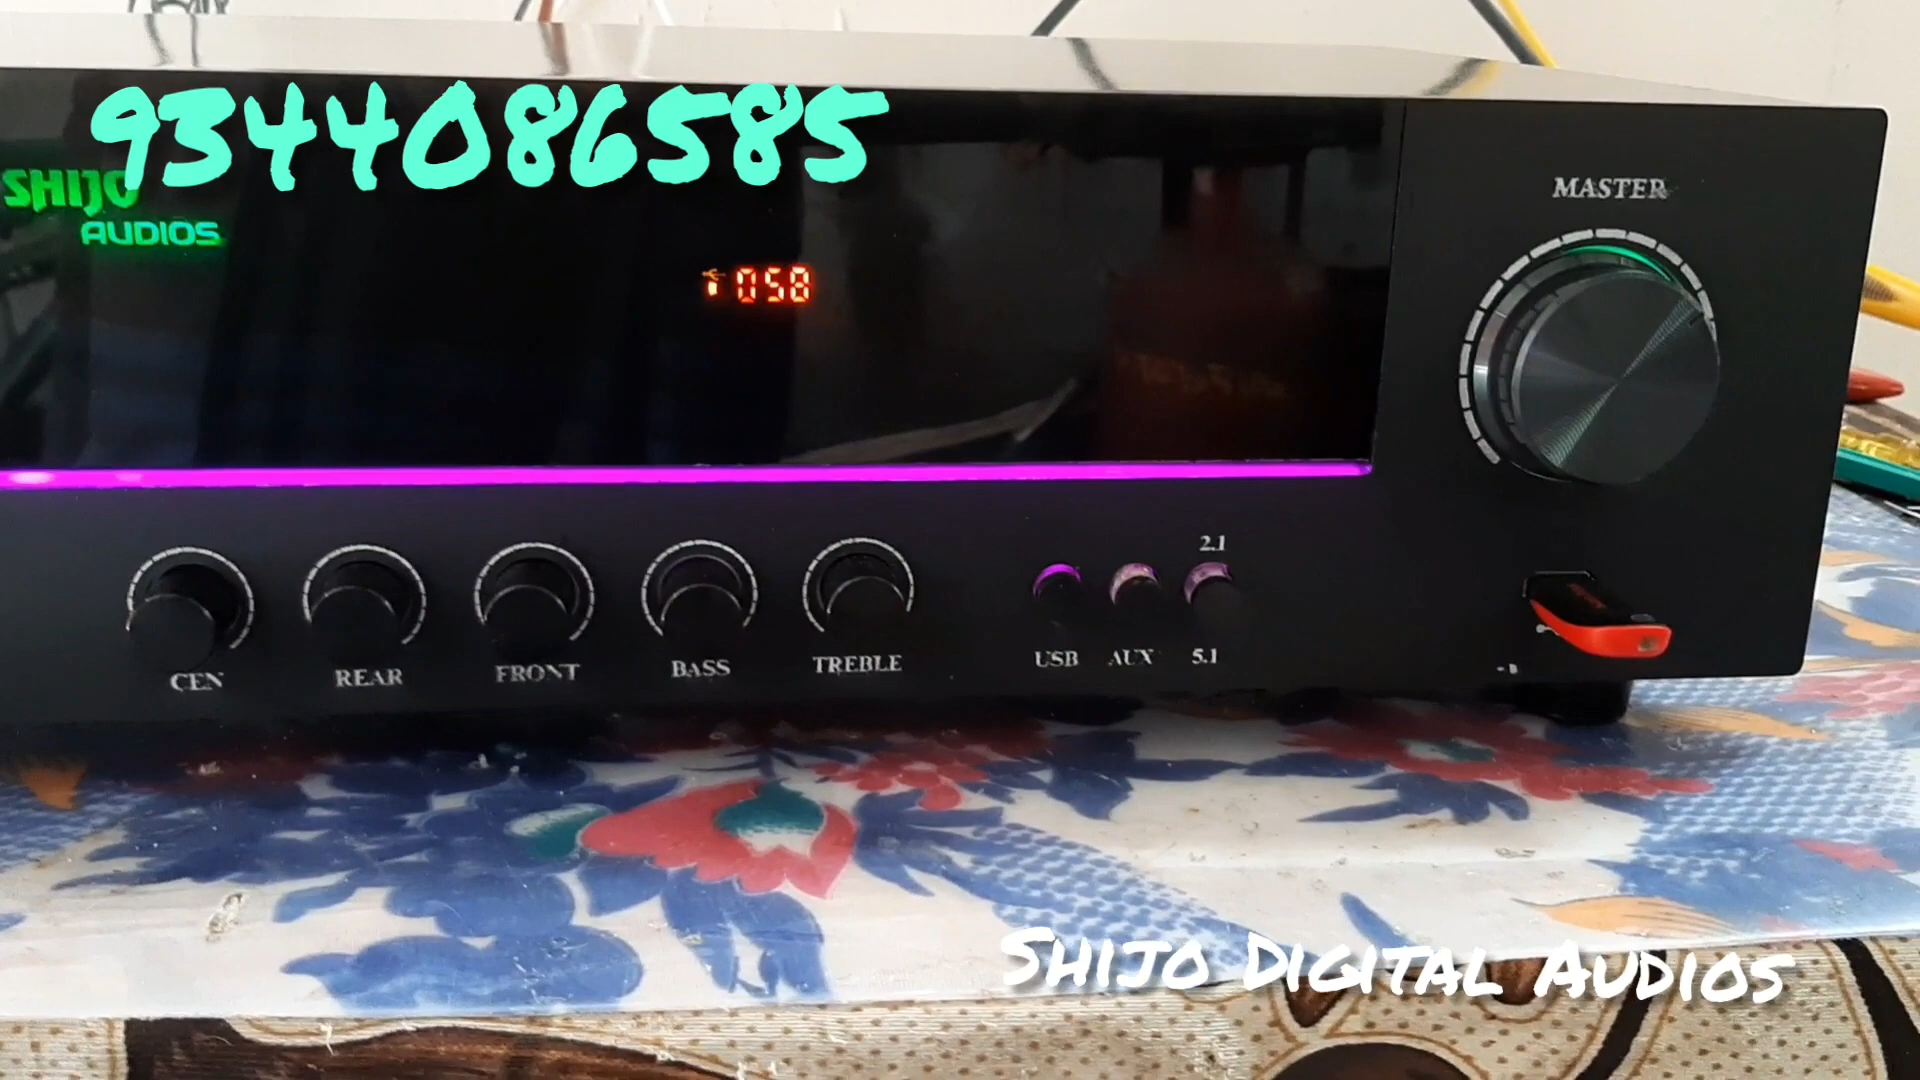 9344086585
SHIJO
AUDIOS
MASTER
058
2.1
CEN REAR FRONT BASS TREBLE USB AUX 5.1
Shijo Digital Audios